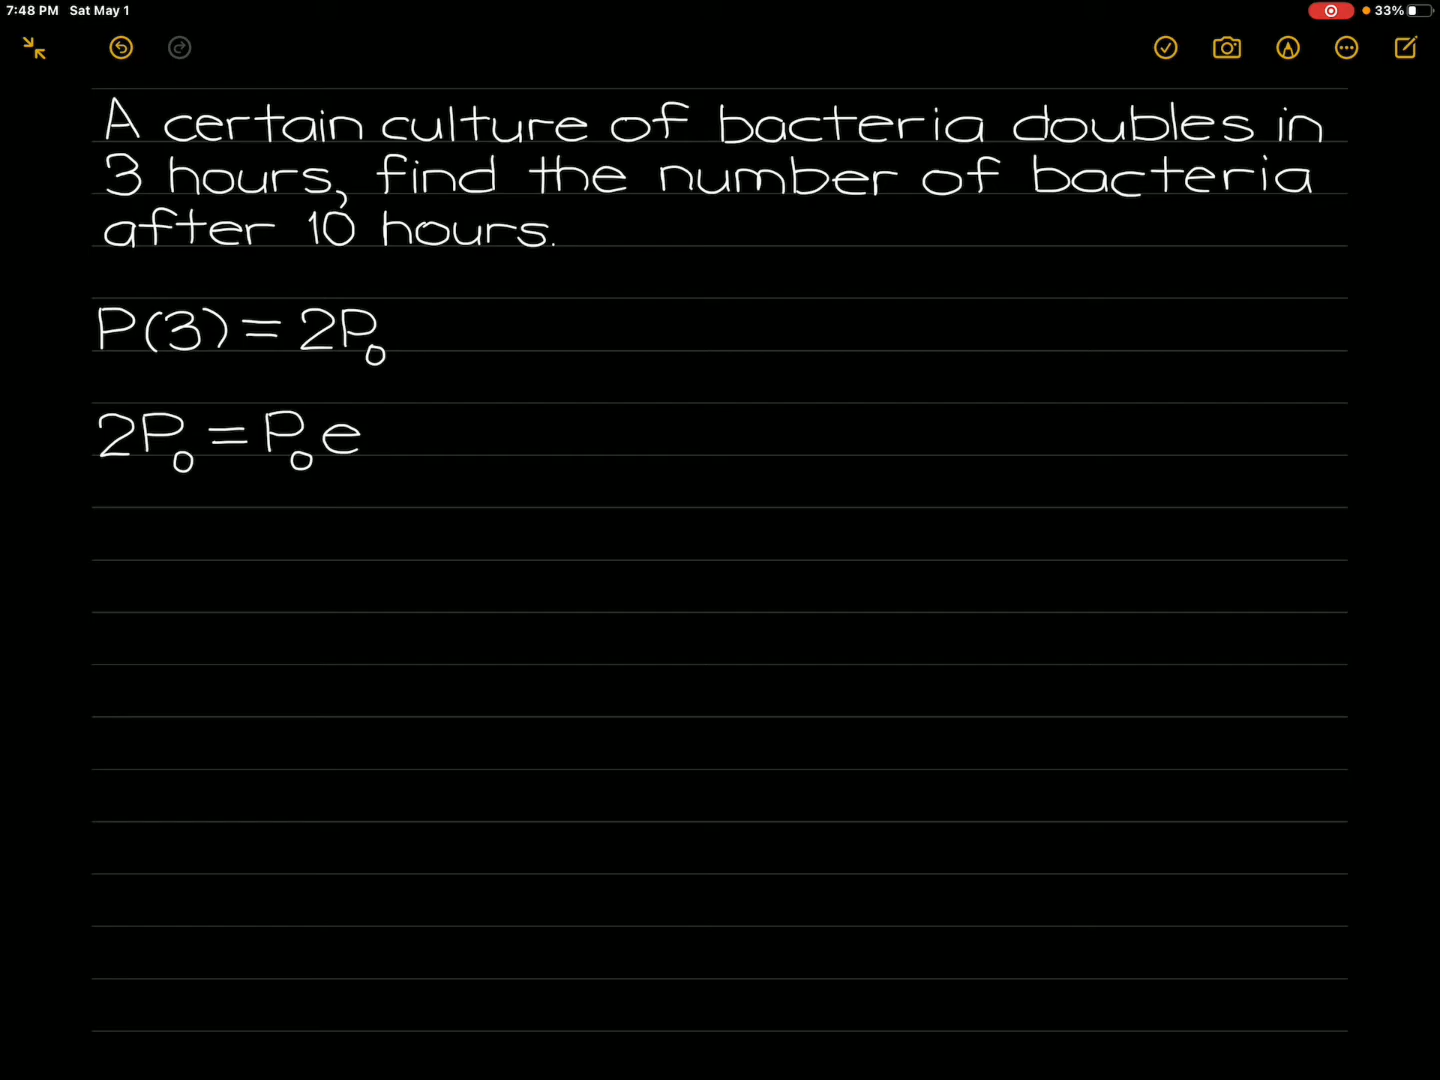 7:48 PM Sat May 1
33%
A certain culture of bacteria doubles in
3 hours, find the number of bacteria
after 10 hours.
P(3) = 2P₀
2P₀ = P₀e